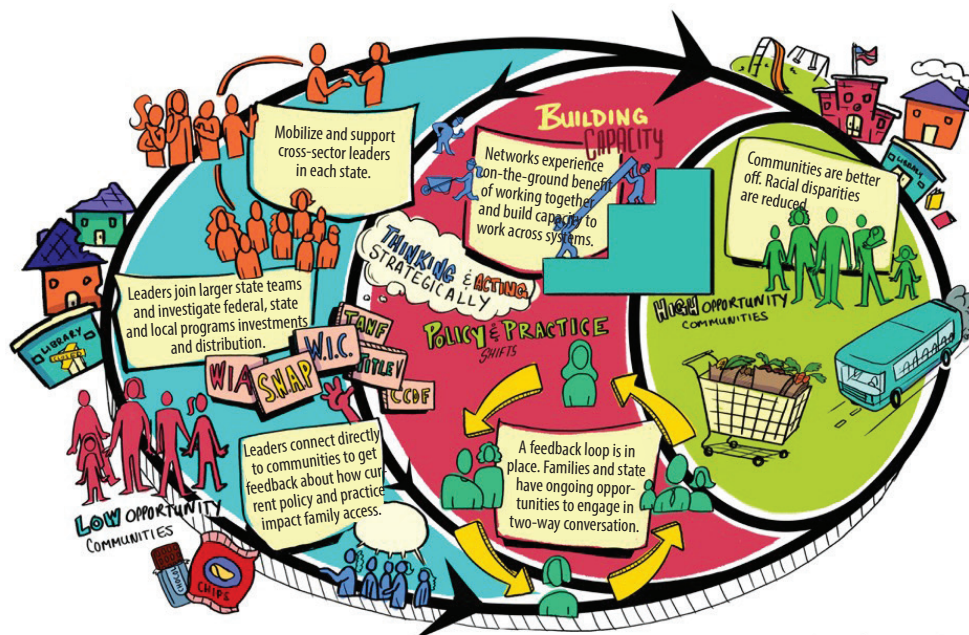 Mobilize and support
cross-sector leaders
in each state.
Leaders join larger state teams
and investigate federal, state
and local programs investments
and distribution.
LIBRARY
CLOSED
WIA
S.N.A.P
W.I.C.
TANF
TITLE V
CCDF
Leaders connect directly
to communities to get
feedback about how cur-
rent policy and practice
impact family access.
LOW OPPORTUNITY
COMMUNITIES
CHOCO
CHIPS
BUILDING
CAPACITY
Networks experience
on-the-ground benefit
of working together
and build capacity to
work across systems.
THINKING & ACTING
STRATEGICALLY
POLICY & PRACTICE
SHIFTS
A feedback loop is in
place. Families and state
have ongoing oppor-
tunities to engage in
two-way conversation.
LIBRARY
Communities are better
off. Racial disparities
are reduced.
HIGH OPPORTUNITY
COMMUNITIES